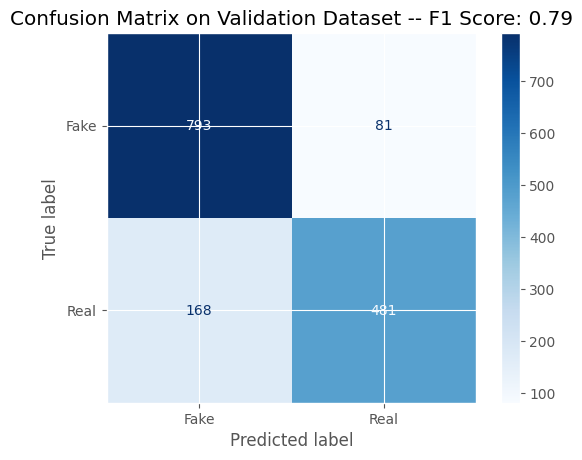 Confusion Matrix on Validation Dataset -- F1 Score: 0.79
Fake
793
81
Real
168
481
Fake
Real
Predicted label
True label
700
600
500
400
300
200
100